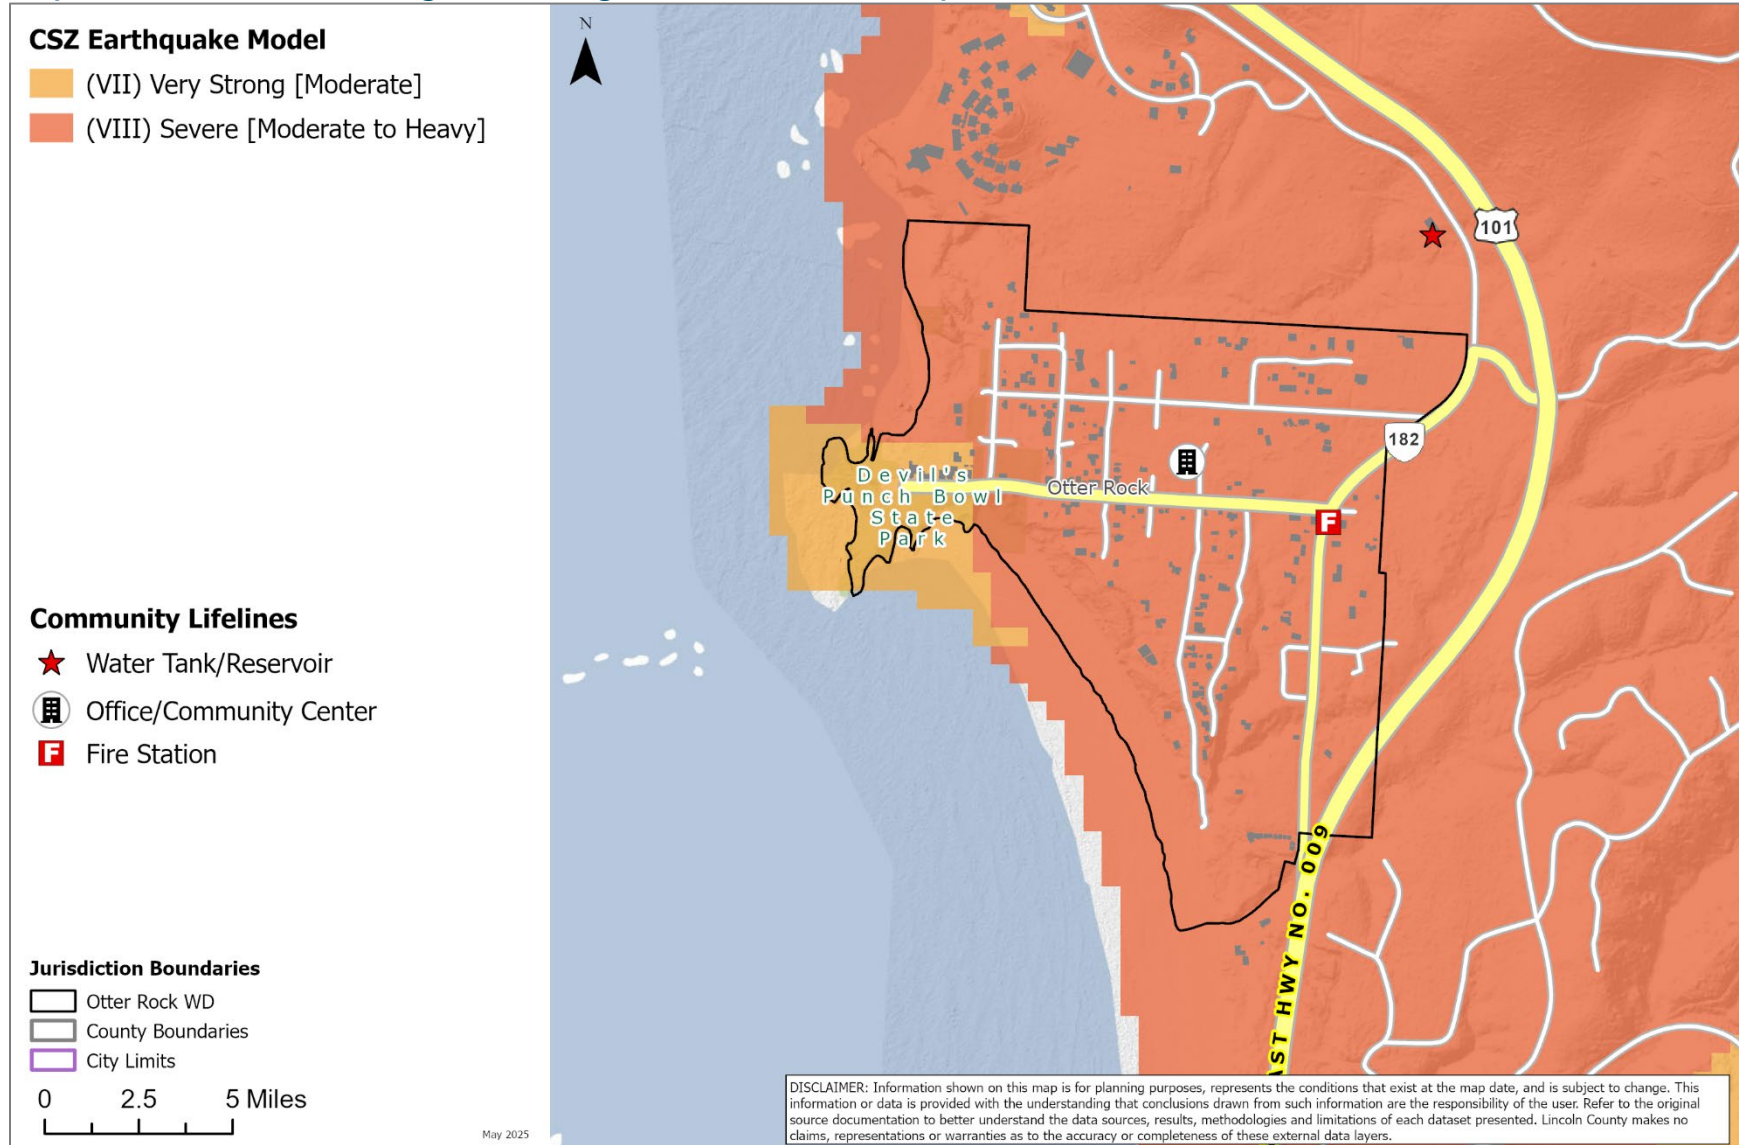 CSZ Earthquake Model
(VII) Very Strong [Moderate]
(VIII) Severe [Moderate to Heavy]
Community Lifelines
Water Tank/Reservoir
Office/Community Center
F Fire Station
Jurisdiction Boundaries
Otter Rock WD
County Boundaries
City Limits
0 2.5 5 Miles
May 2025
N
101
182
Devil's
Punch Bowl
State
Park
Otter Rock
F
AST HWY NO. 009
DISCLAIMER: Information shown on this map is for planning purposes, represents the conditions that exist at the map date, and is subject to change. This
information or data is provided with the understanding that conclusions drawn from such information are the responsibility of the user. Refer to the original
source documentation to better understand the data sources, results, methodologies and limitations of each dataset presented. Lincoln County makes no
claims, representations or warranties as to the accuracy or completeness of these external data layers.